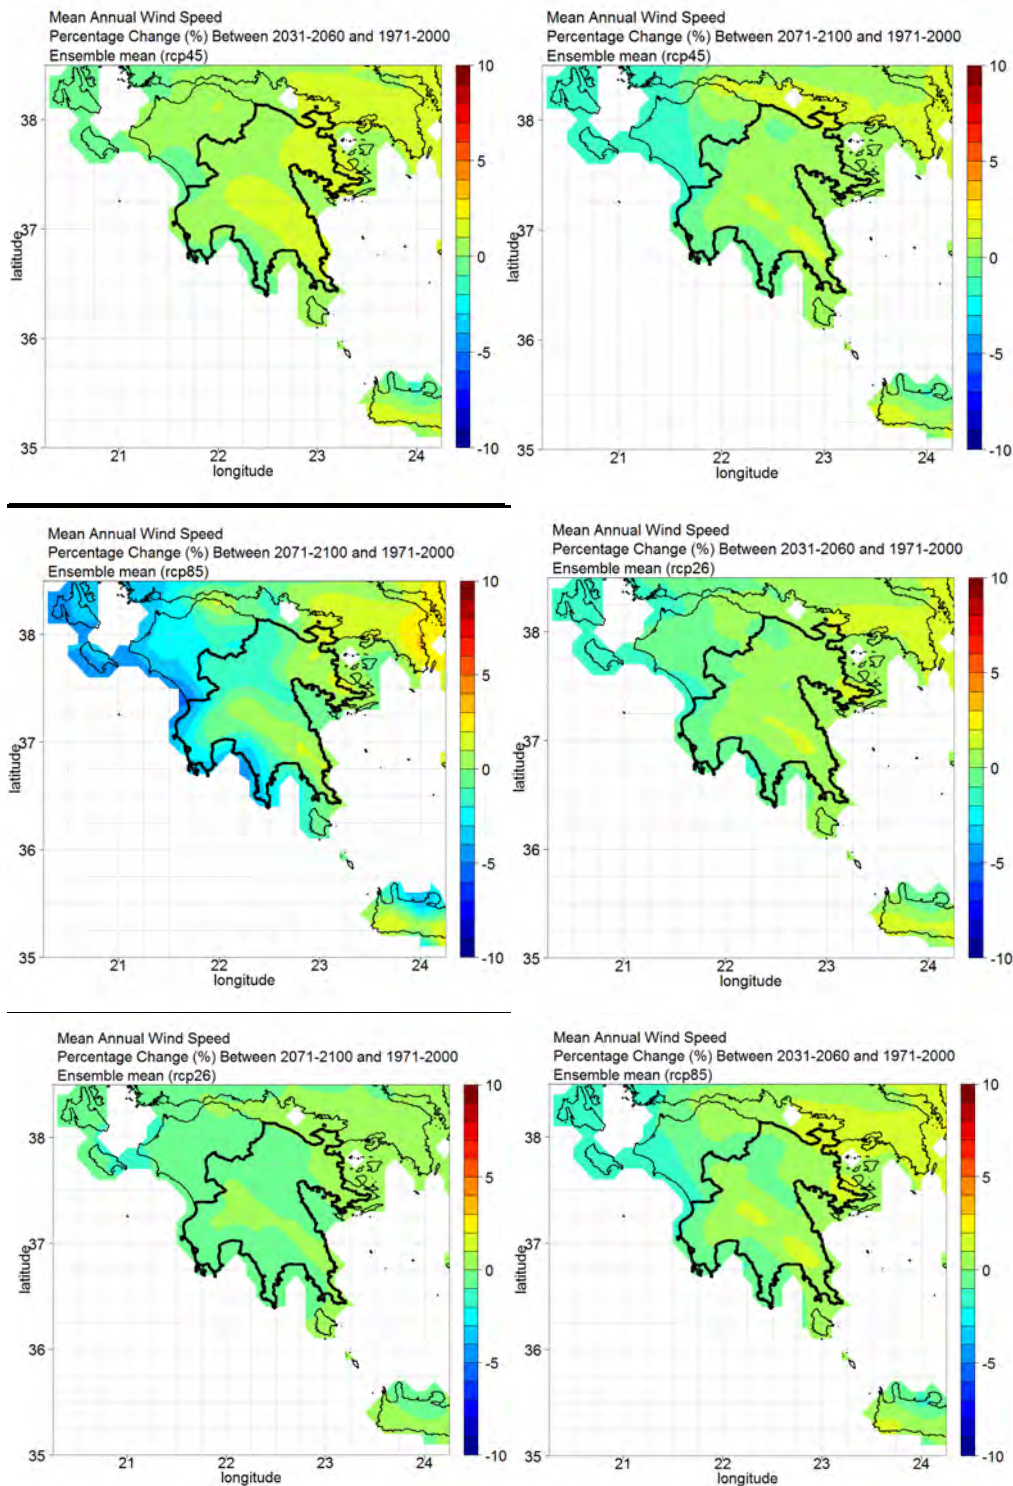 Mean Annual Wind Speed
Percentage Change (%) Between 2031-2060 and 1971-2000
Ensemble mean (rcp45)
10
5
0
-5
-10
38
37
36
35
latitude
21
22
23
24
longitude
Mean Annual Wind Speed
Percentage Change (%) Between 2071-2100 and 1971-2000
Ensemble mean (rcp45)
10
5
0
-5
-10
38
37
36
35
latitude
21
22
23
24
longitude
Mean Annual Wind Speed
Percentage Change (%) Between 2071-2100 and 1971-2000
Ensemble mean (rcp85)
10
5
0
-5
-10
38
37
36
35
latitude
21
22
23
24
longitude
Mean Annual Wind Speed
Percentage Change (%) Between 2031-2060 and 1971-2000
Ensemble mean (rcp26)
10
5
0
-5
-10
38
37
36
35
latitude
21
22
23
24
longitude
Mean Annual Wind Speed
Percentage Change (%) Between 2071-2100 and 1971-2000
Ensemble mean (rcp26)
10
5
0
-5
-10
38
37
36
35
latitude
21
22
23
24
longitude
Mean Annual Wind Speed
Percentage Change (%) Between 2031-2060 and 1971-2000
Ensemble mean (rcp85)
10
5
0
-5
-10
38
37
36
35
latitude
21
22
23
24
longitude